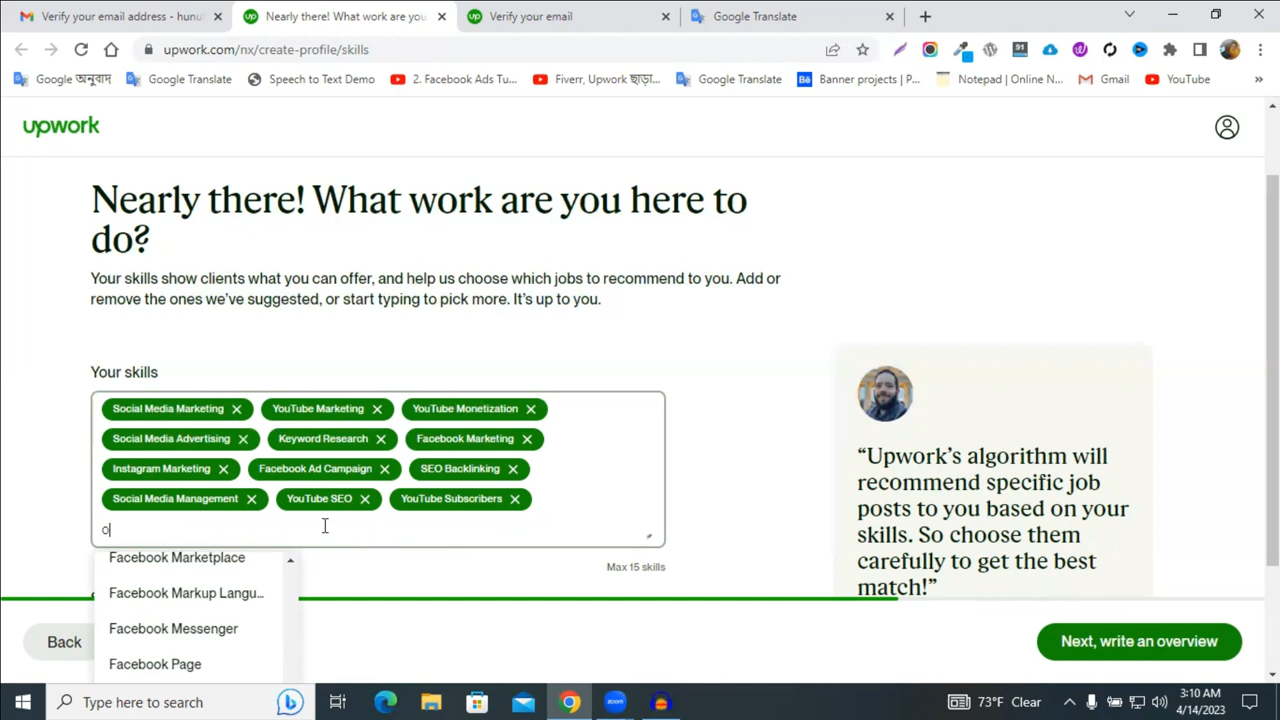 Verify your email address - hunu
Nearly there! What work are you
Verify your email
Google Translate
upwork.com/nx/create-profile/skills
Google অনুবাদ
Google Translate
Speech to Text Demo
2. Facebook Ads Tu...
Fiverr, Upwork ছাড়া...
Google Translate
Banner projects | P...
Notepad | Online N...
Gmail
YouTube
upwork
Nearly there! What work are you here to
do?
Your skills show clients what you can offer, and help us choose which jobs to recommend to you. Add or
remove the ones we've suggested, or start typing to pick more. It's up to you.
Your skills
Social Media Marketing
YouTube Marketing
YouTube Monetization
Social Media Advertising
Keyword Research
Facebook Marketing
Instagram Marketing
Facebook Ad Campaign
SEO Backlinking
Social Media Management
YouTube SEO
YouTube Subscribers
o
Max 15 skills
Facebook Marketplace
Facebook Markup Langu...
Facebook Messenger
Facebook Page
“Upwork’s algorithm will
recommend specific job
posts to you based on your
skills. So choose them
carefully to get the best
match!”
Back
Next, write an overview
Type here to search
zoom
73°F Clear
3:10 AM
4/14/2023